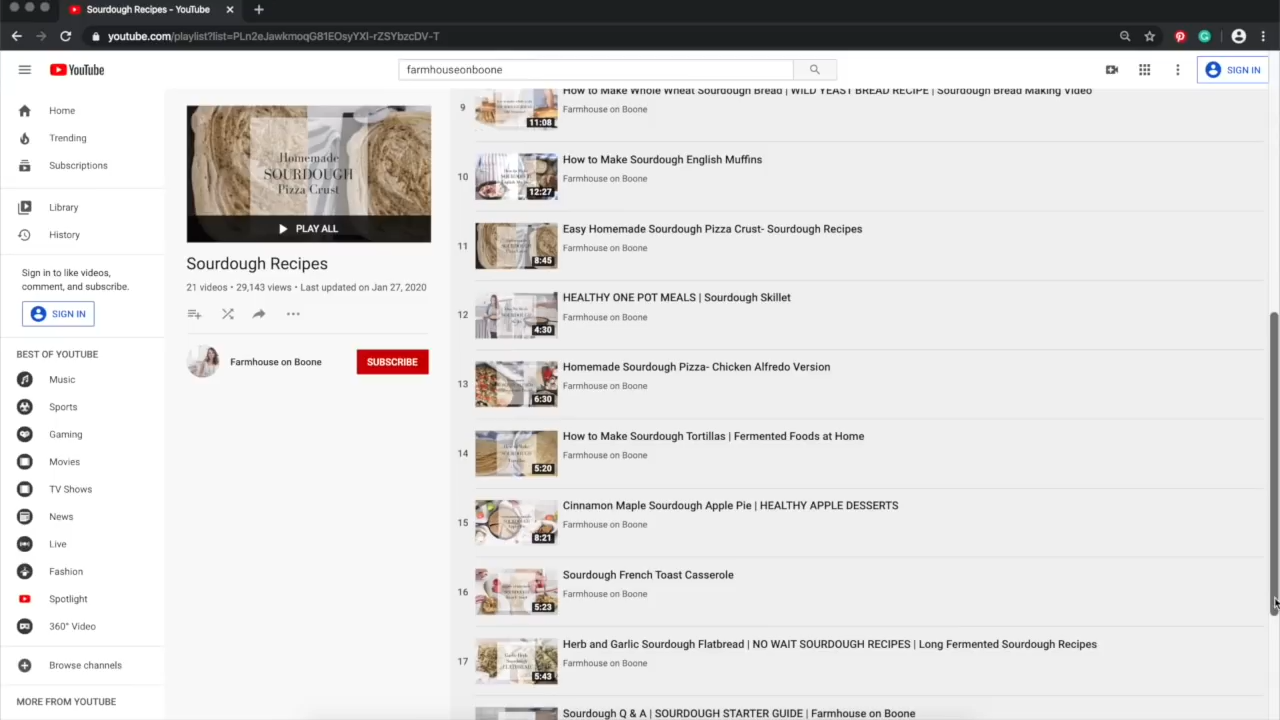 Sourdough Recipes - YouTube
youtube.com/playlist?list=PLn2eJawkmoqG81EOsyYXI-rZSYbzcDV-T
YouTube
farmhouseonboone
SIGN IN
Home
Trending
Subscriptions
Library
History
Sign in to like videos,
comment, and subscribe.
SIGN IN
BEST OF YOUTUBE
Music
Sports
Gaming
Movies
TV Shows
News
Live
Fashion
Spotlight
360° Video
Browse channels
MORE FROM YOUTUBE
Homemade
SOURDOUGH
Pizza Crust
PLAY ALL
Sourdough Recipes
21 videos • 29,143 views • Last updated on Jan 27, 2020
Farmhouse on Boone
SUBSCRIBE
9
11:08
How to Make Whole Wheat Sourdough Bread | WILD YEAST BREAD RECIPE | Sourdough Bread Making Video
Farmhouse on Boone
10
12:27
How to Make Sourdough English Muffins
Farmhouse on Boone
11
8:45
Easy Homemade Sourdough Pizza Crust- Sourdough Recipes
Farmhouse on Boone
12
4:30
HEALTHY ONE POT MEALS | Sourdough Skillet
Farmhouse on Boone
13
6:30
Homemade Sourdough Pizza- Chicken Alfredo Version
Farmhouse on Boone
14
5:20
How to Make Sourdough Tortillas | Fermented Foods at Home
Farmhouse on Boone
15
8:21
Cinnamon Maple Sourdough Apple Pie | HEALTHY APPLE DESSERTS
Farmhouse on Boone
16
5:23
Sourdough French Toast Casserole
Farmhouse on Boone
17
5:43
Herb and Garlic Sourdough Flatbread | NO WAIT SOURDOUGH RECIPES | Long Fermented Sourdough Recipes
Farmhouse on Boone
Sourdough Q & A | SOURDOUGH STARTER GUIDE | Farmhouse on Boone